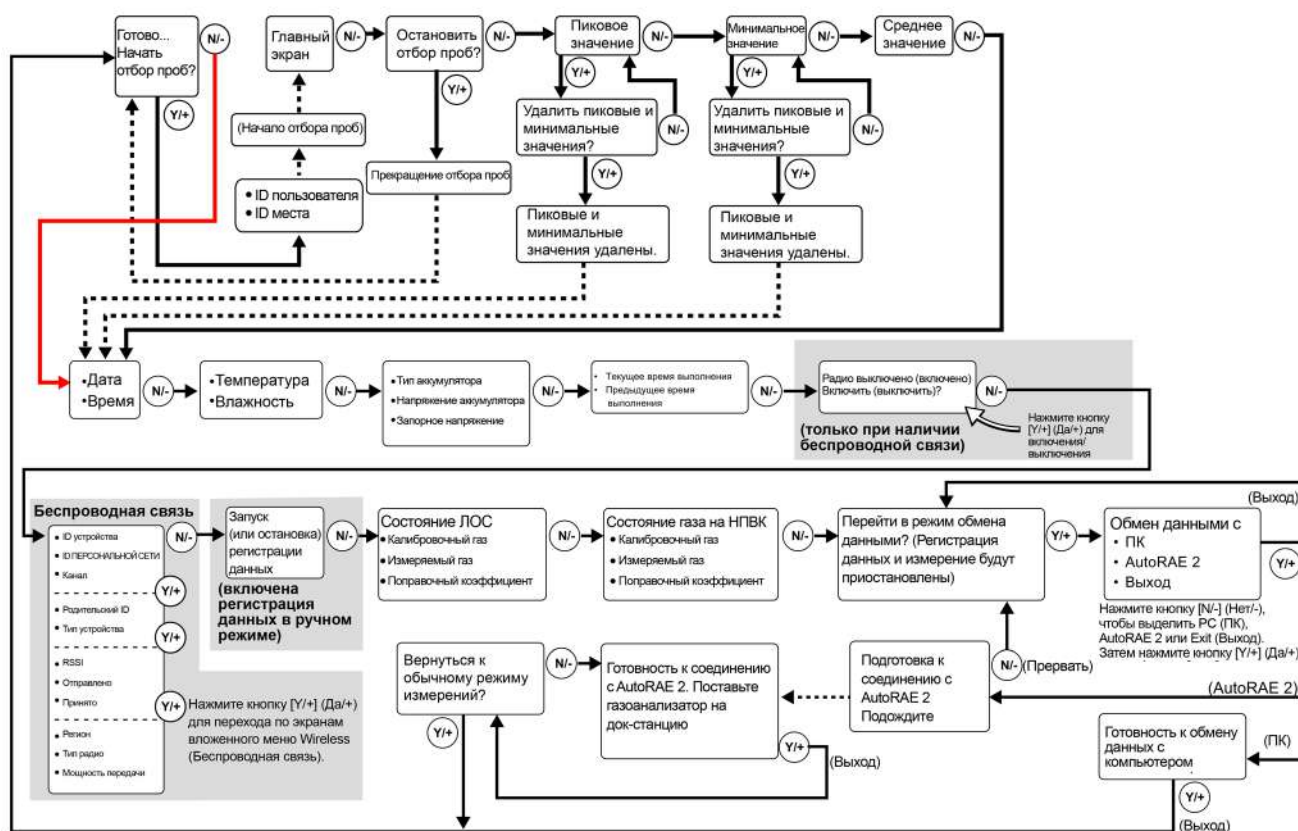 Готово...
Начать
отбор проб?
N/-
Y/+
Главный
экран
N/-
(Начало отбора проб)
• ID пользователя
• ID места
Остановить
отбор проб?
N/-
Y/+
Прекращение отбора проб
Пиковое
значение
N/-
Y/+
Удалить пиковые и
минимальные
значения?
N/-
Y/+
Пиковые и
минимальные
значения удалены.
Минимальное
значение
N/-
Y/+
Удалить пиковые и
минимальные
значения?
N/-
Y/+
Пиковые и
минимальные
значения удалены.
Среднее
значение
N/-
•Дата
•Время
N/-
•Температура
•Влажность
N/-
•Тип аккумулятора
•Напряжение аккумулятора
•Запорное напряжение
N/-
• Текущее время выполнения
• Предыдущее время
выполнения
N/-
Радио выключено (включено)
Включить (выключить)?
N/-
(только при наличии
беспроводной связи)
Нажмите кнопку
[Y/+] (Да/+) для
включения/
выключения
Беспроводная связь
• ID устройства
• ID ПЕРСОНАЛЬНОЙ СЕТИ
• Канал
N/-
Y/+
• Родительский ID
• Тип устройства
Y/+
• RSSI
• Отправлено
• Принято
Y/+
• Регион
• Тип радио
• Мощность передачи
Нажмите кнопку [Y/+] (Да/+)
для перехода по экранам
вложенного меню Wireless
(Беспроводная связь).
Запуск
(или остановка)
регистрации
данных
N/-
(включена
регистрация
данных в ручном
режиме)
Состояние ЛОС
• Калибровочный газ
• Измеряемый газ
• Поправочный коэффициент
N/-
Состояние газа на НПВК
• Калибровочный газ
• Измеряемый газ
• Поправочный коэффициент
N/-
Перейти в режим обмена
данными? (Регистрация
данных и измерение будут
приостановлены)
Y/+
(Выход)
Обмен данными с
• ПК
• AutoRAE 2
• Выход
Y/+
Нажмите кнопку [N/-] (Нет/-),
чтобы выделить PC (ПК),
AutoRAE 2 или Exit (Выход).
Затем нажмите кнопку [Y/+] (Да/+)
Вернуться к
обычному режиму
измерений?
N/-
Y/+
Готовность к соединению
с AutoRAE 2. Поставьте
газоанализатор на
док-станцию
Y/+
(Выход)
Подготовка к
соединению с
AutoRAE 2
Подождите
N/-
(Прервать)
(AutoRAE 2)
Готовность к обмену
данных с
компьютером
(ПК)
Y/+
(Выход)